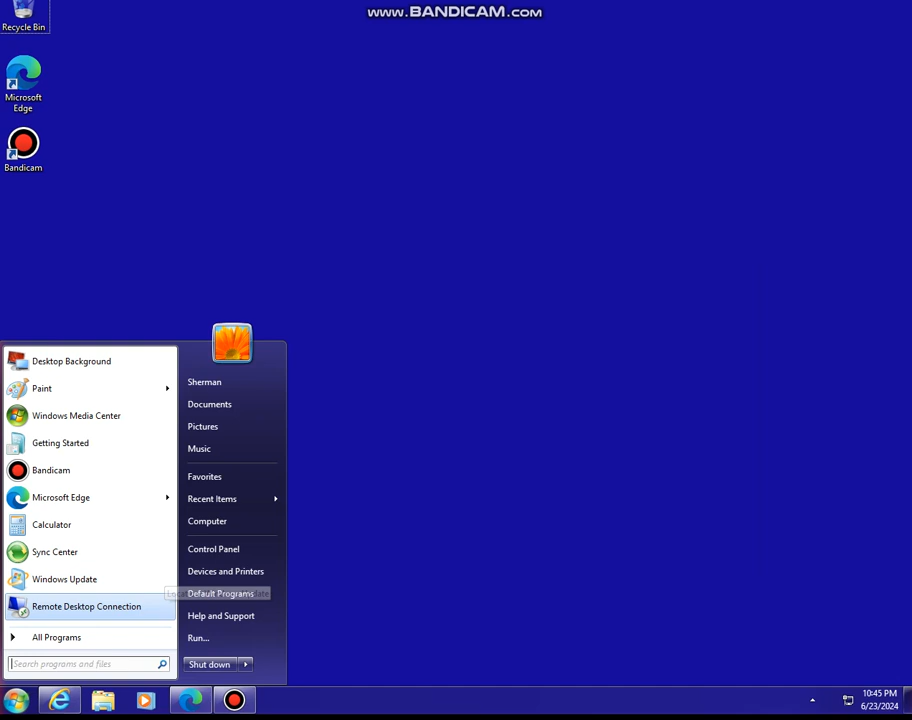 www.BANDICAM.com
Recycle Bin
Microsoft
Edge
Bandicam
Desktop Background
Paint
Windows Media Center
Getting Started
Bandicam
Microsoft Edge
Calculator
Sync Center
Windows Update
Remote Desktop Connection
All Programs
Search programs and files
Sherman
Documents
Pictures
Music
Favorites
Recent Items
Computer
Control Panel
Devices and Printers
Default Programs
Help and Support
Run...
Shut down
10:45 PM
6/23/2024